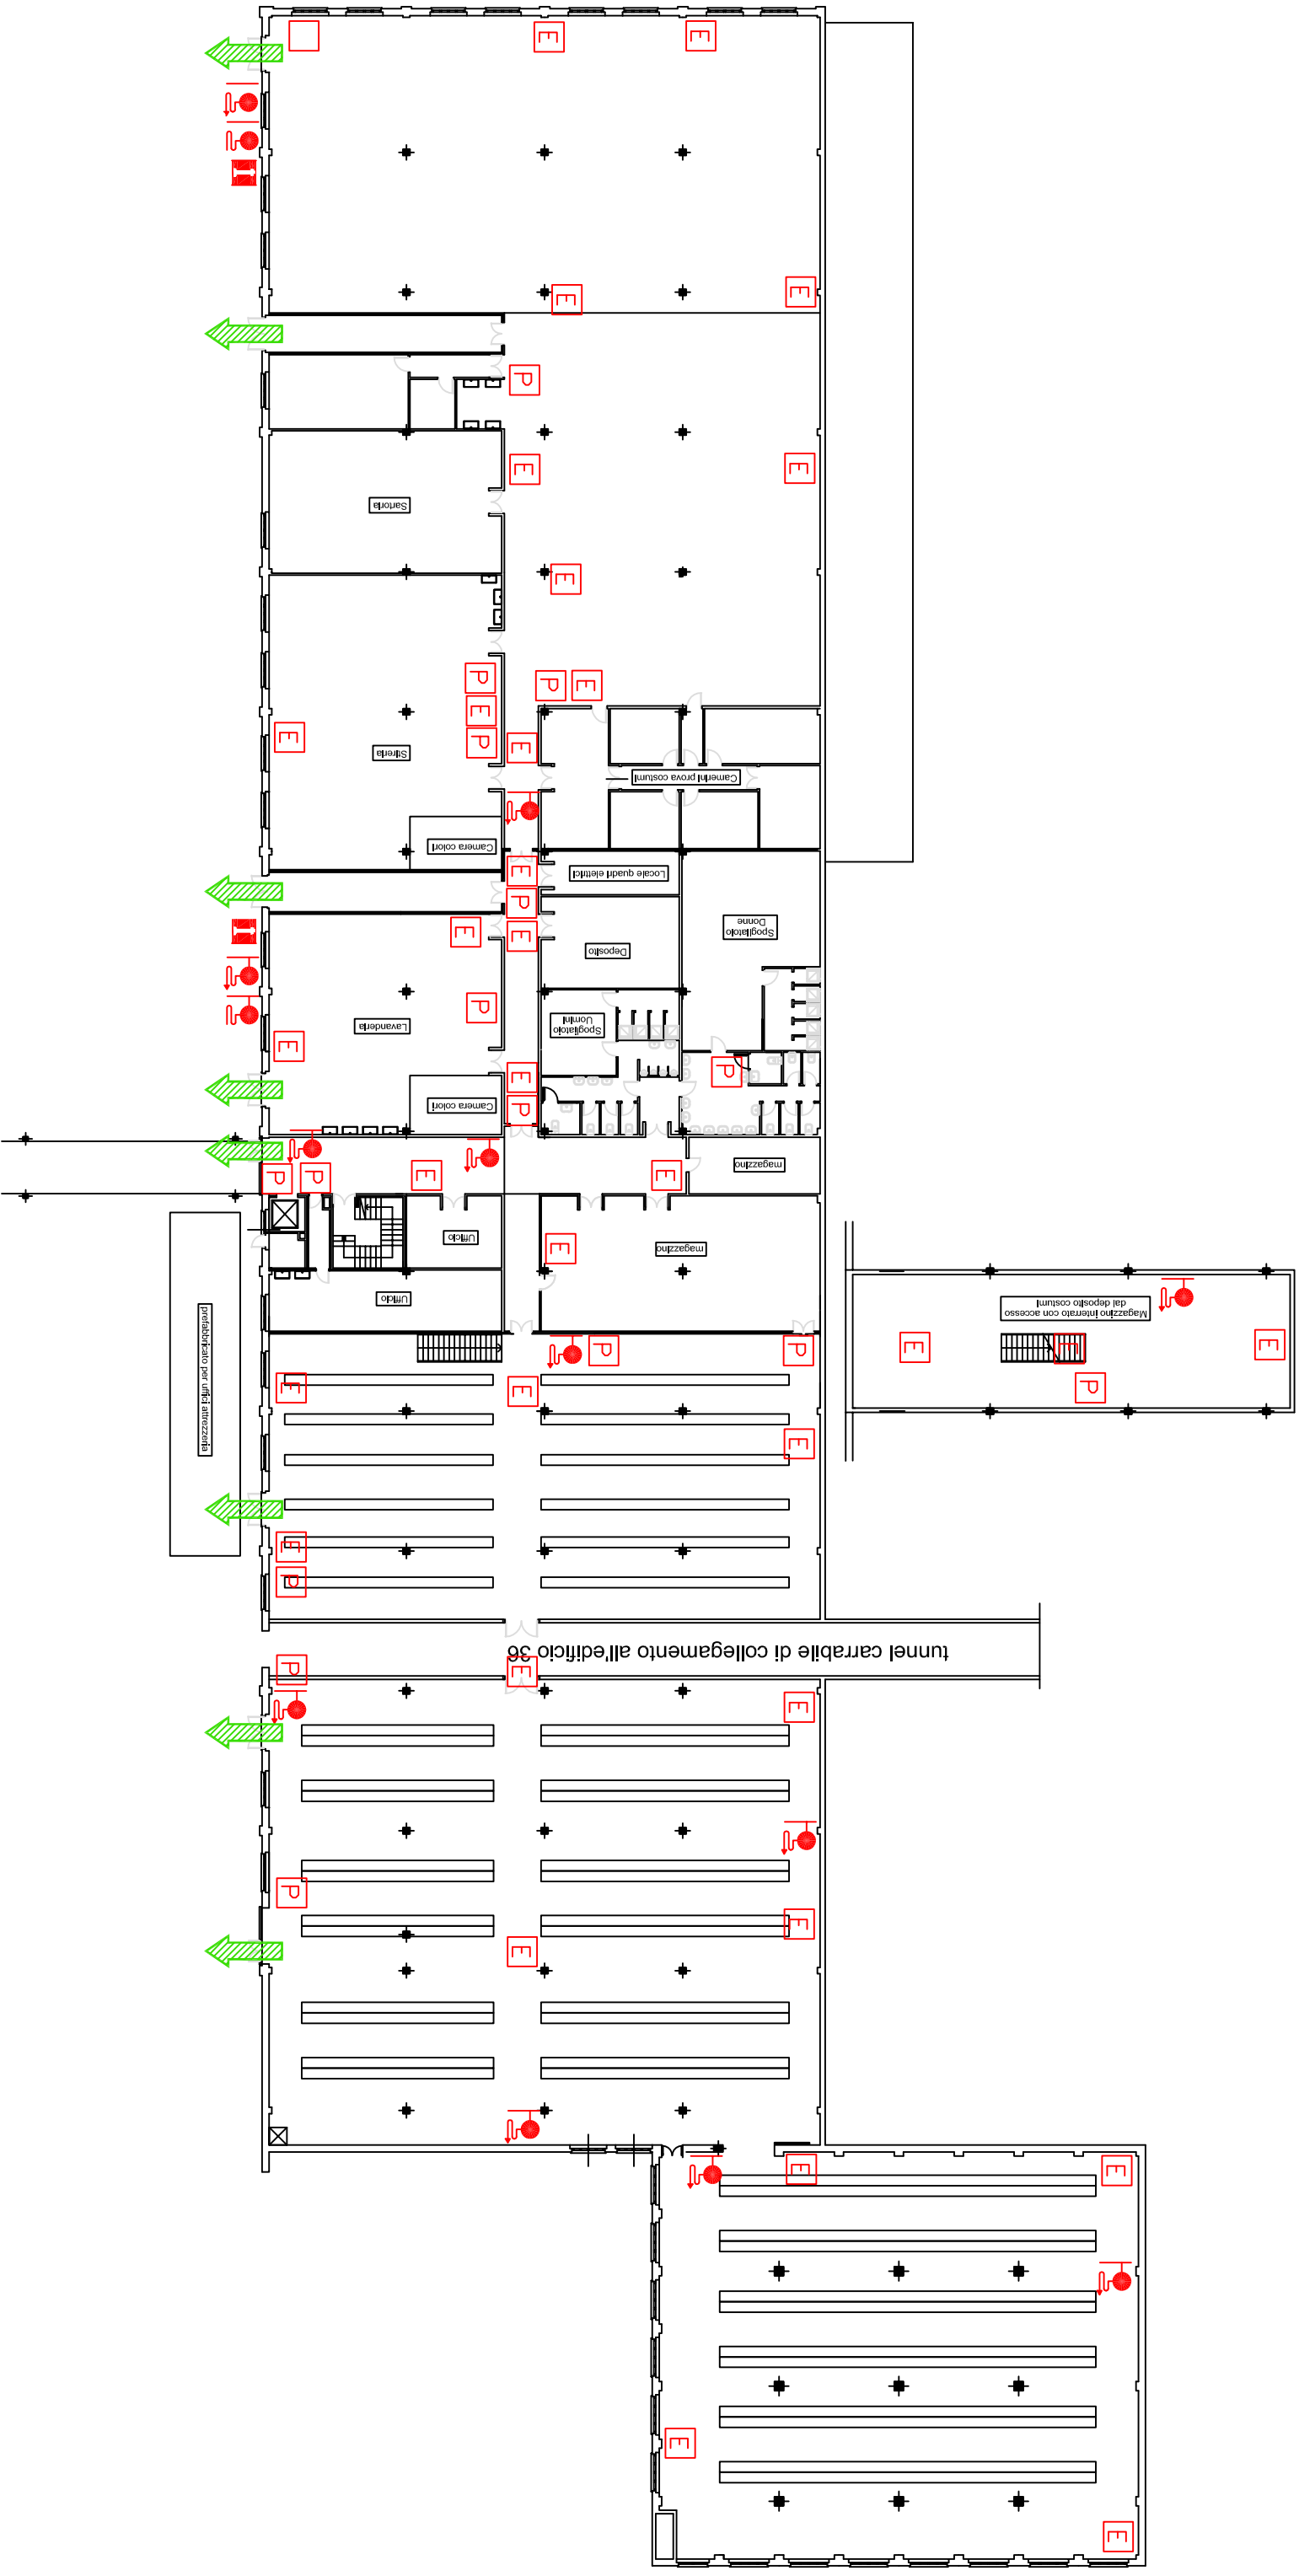 E
E
E
E
P
E
E
Sartoria
E
P
E
P
E
P
E
E
Stireria
Camerini prova costumi
Camera colori
E
Locale quadri elettrici
P
Spogliatoio
Donne
E
E
Deposito
P
Spogliatoio
Uomini
Lavanderia
E
E
P
P
Camera colori
magazzino
P
P
E
E
Ufficio
E
magazzino
Ufficio
Magazzino interrato con accesso
dal deposito costumi
E
E
E
P
prefabbricato per uffici attrezzeria
P
P
E
E
E
E
P
tunnel carrabile di collegamento all'edificio 36
P
E
E
P
E
E
E
E
E
E